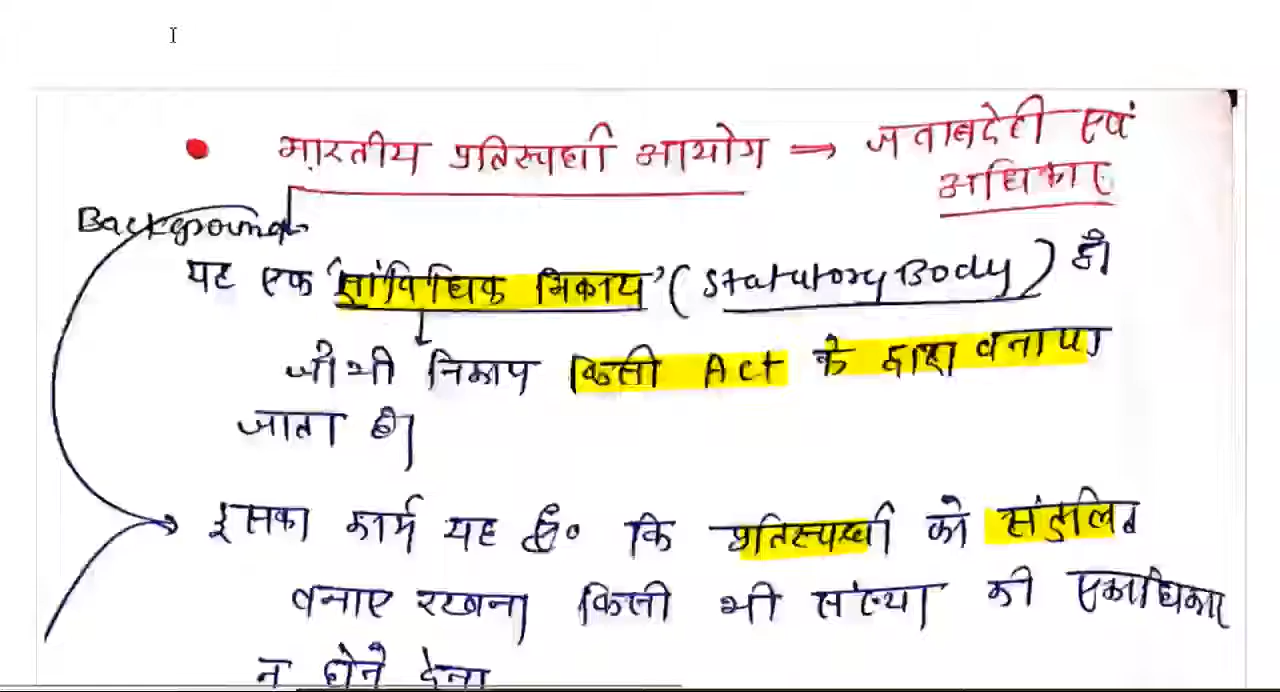 • भारतीय प्रतिस्पर्धा आयोग → जवाबदेही एवं
अधिकार
Background
यह एक 'सांविधिक निकाय' (Statutory Body) है
जो भी निकाय किसी Act के द्वारा बनाया
जाता है।
इसका कार्य यह है० कि प्रतिस्पर्धा को संतुलित
बनाए रखना किसी भी संस्था की एकाधिकार
न होने देना